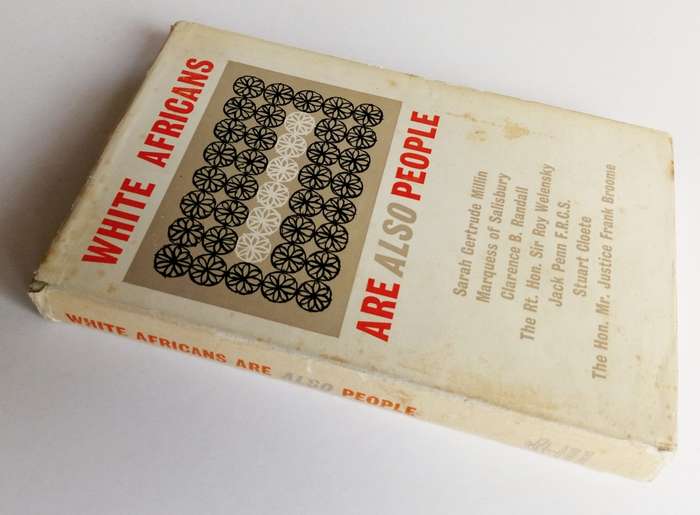 WHITE AFRICANS
ARE ALSO PEOPLE
Sarah Gertrude Millin
Marquess of Salisbury
Clarence B. Randall
The Rt. Hon. Sir Roy Welensky
Jack Penn F.R.C.S.
Stuart Cloete
The Hon. Mr. Justice Frank Broome
WHITE AFRICANS ARE ALSO PEOPLE